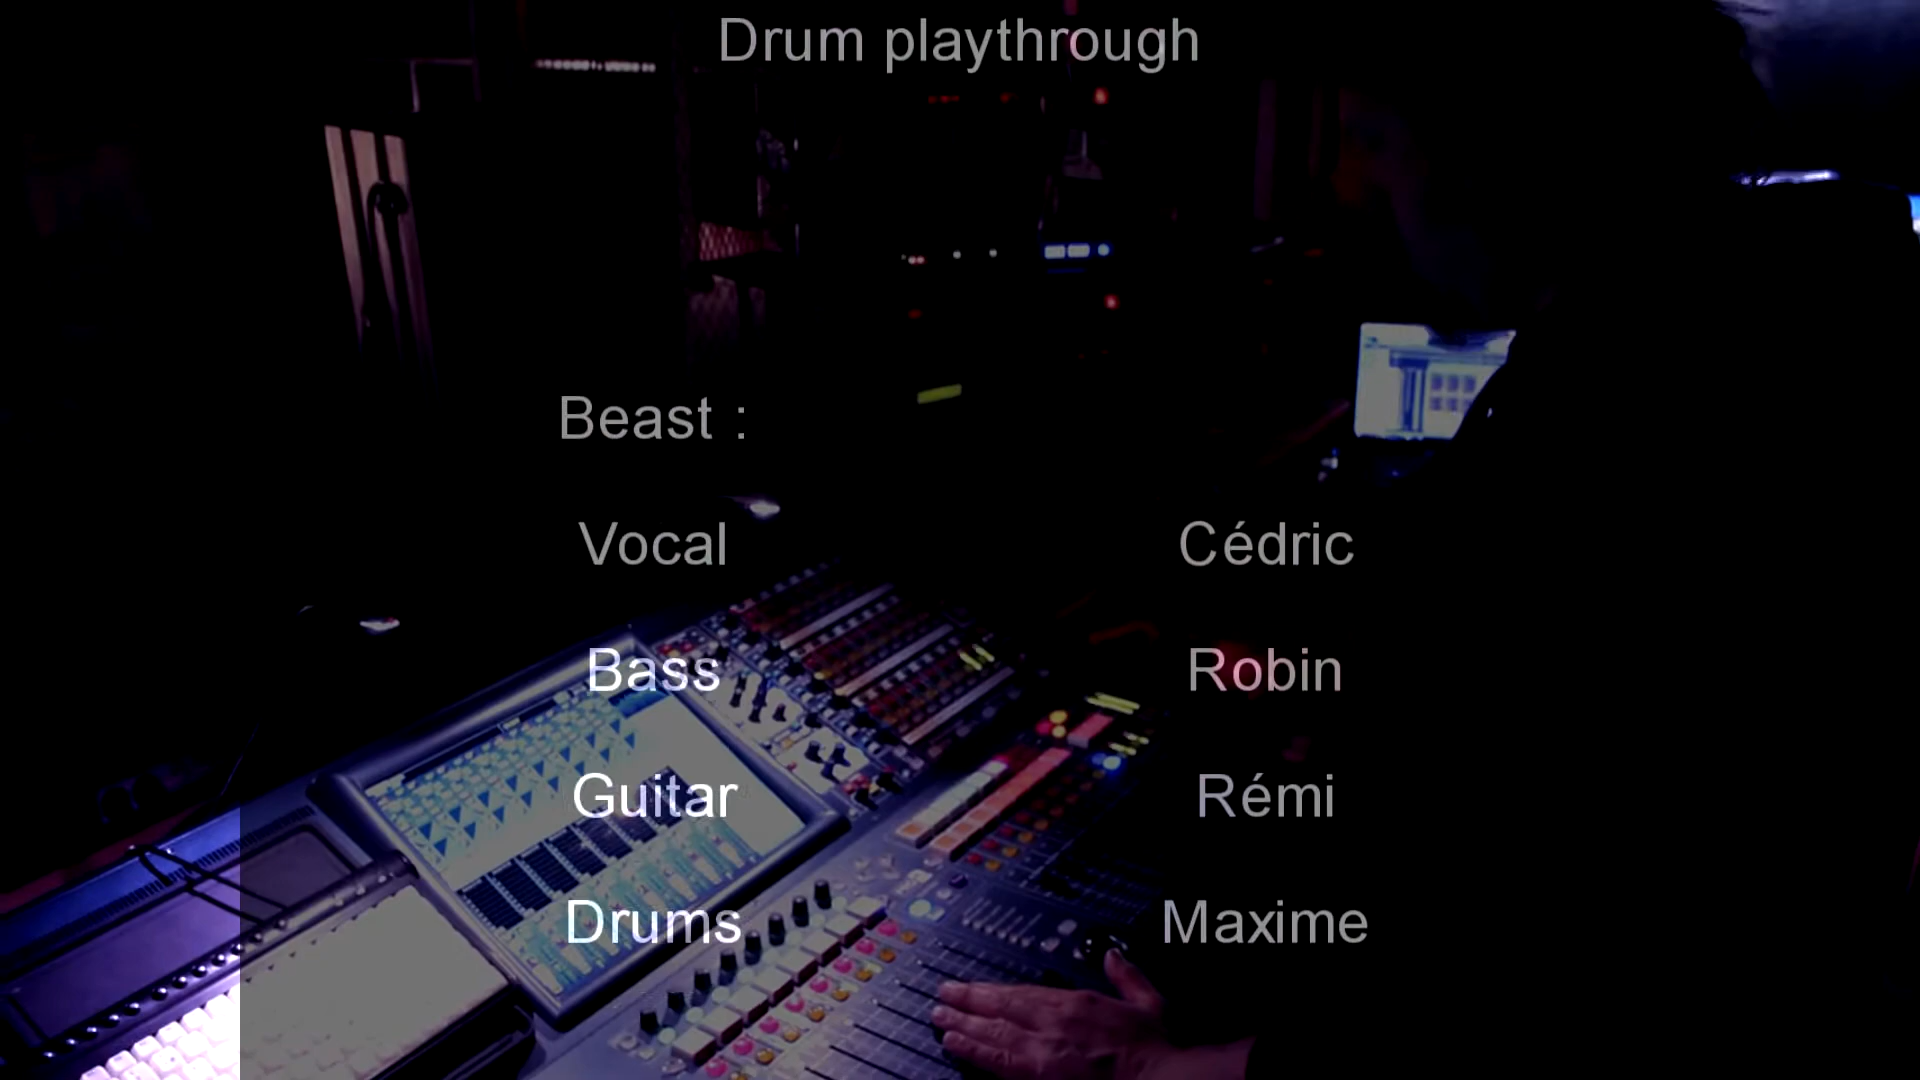 Drum playthrough
Beast :
Vocal Cédric
Bass Robin
Guitar Rémi
Drums Maxime